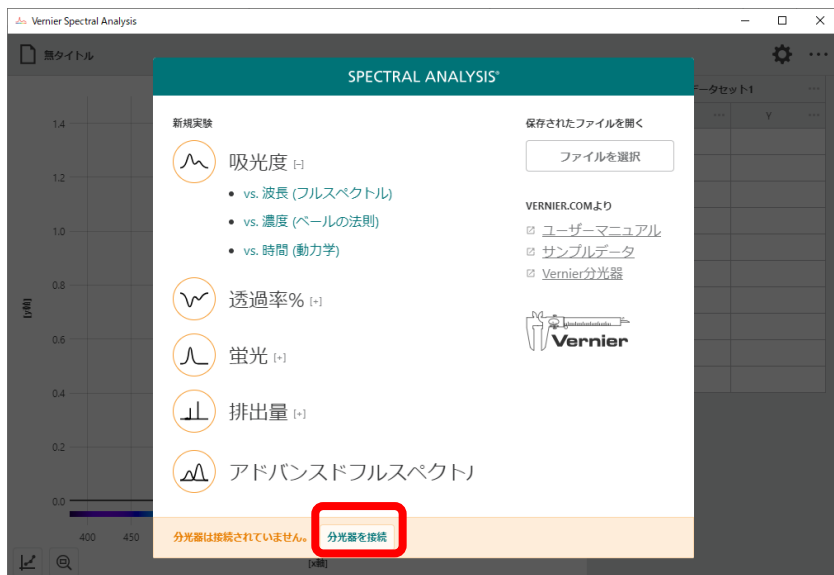 Vernier Spectral Analysis
無タイトル
SPECTRAL ANALYSIS®
データセット1
Y
新規実験
吸光度 [-]
• vs. 波長 (フルスペクトル)
• vs. 濃度 (ベールの法則)
• vs. 時間 (動力学)
透過率% [+]
蛍光 [+]
排出量 [+]
アドバンスドフルスペクトル
保存されたファイルを開く
ファイルを選択
VERNIER.COMより
ユーザーマニュアル
サンプルデータ
Vernier分光器
Vernier
分光器は接続されていません。 分光器を接続
1.4
1.2
1.0
0.8
0.6
0.4
0.2
0.0
[y軸]
400 450
[x軸]